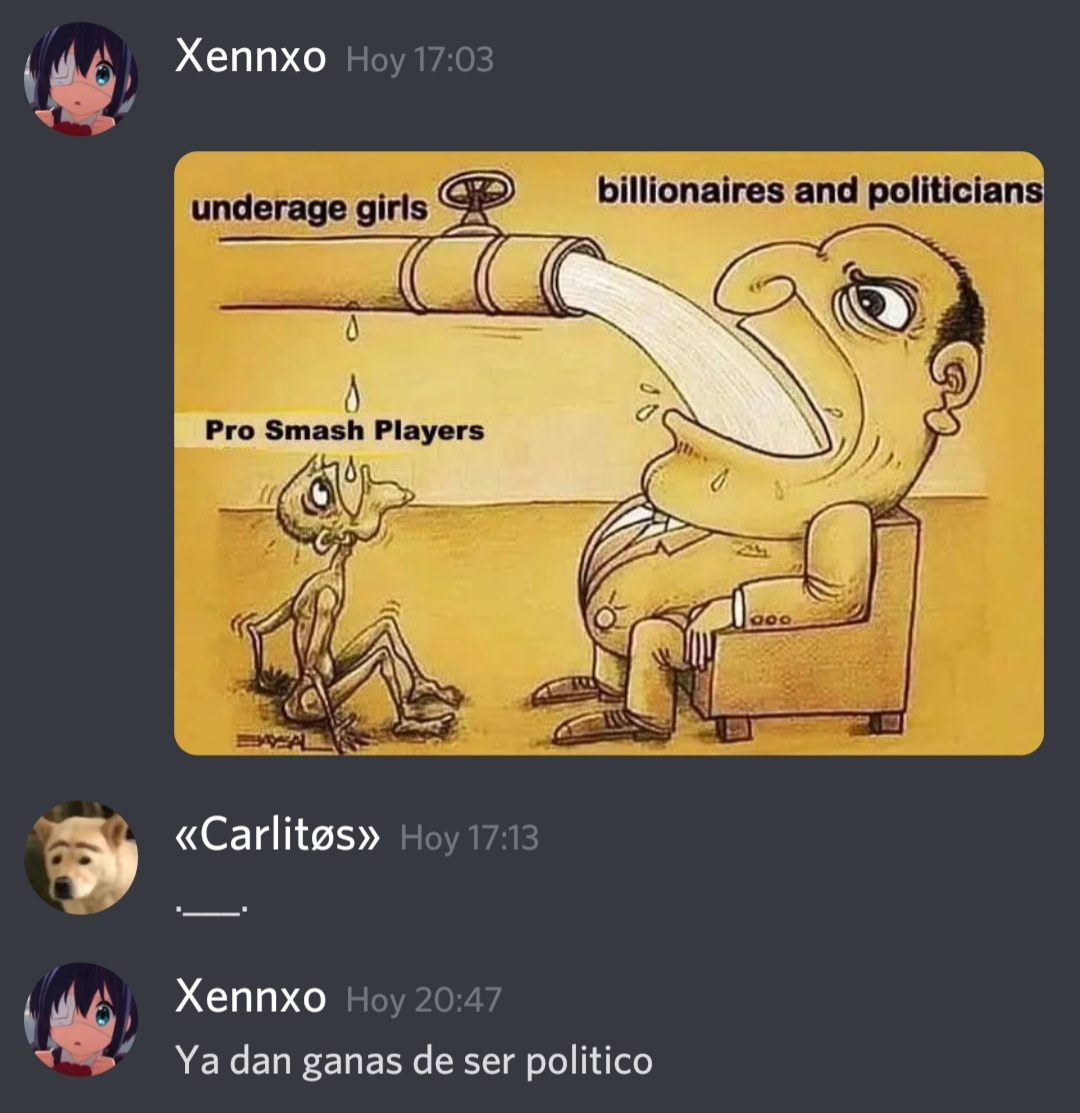 Xennxo Hoy 17:03
underage girls
billionaires and politicians
Pro Smash Players
«Carlitøs» Hoy 17:13
.___.
Xennxo Hoy 20:47
Ya dan ganas de ser politico